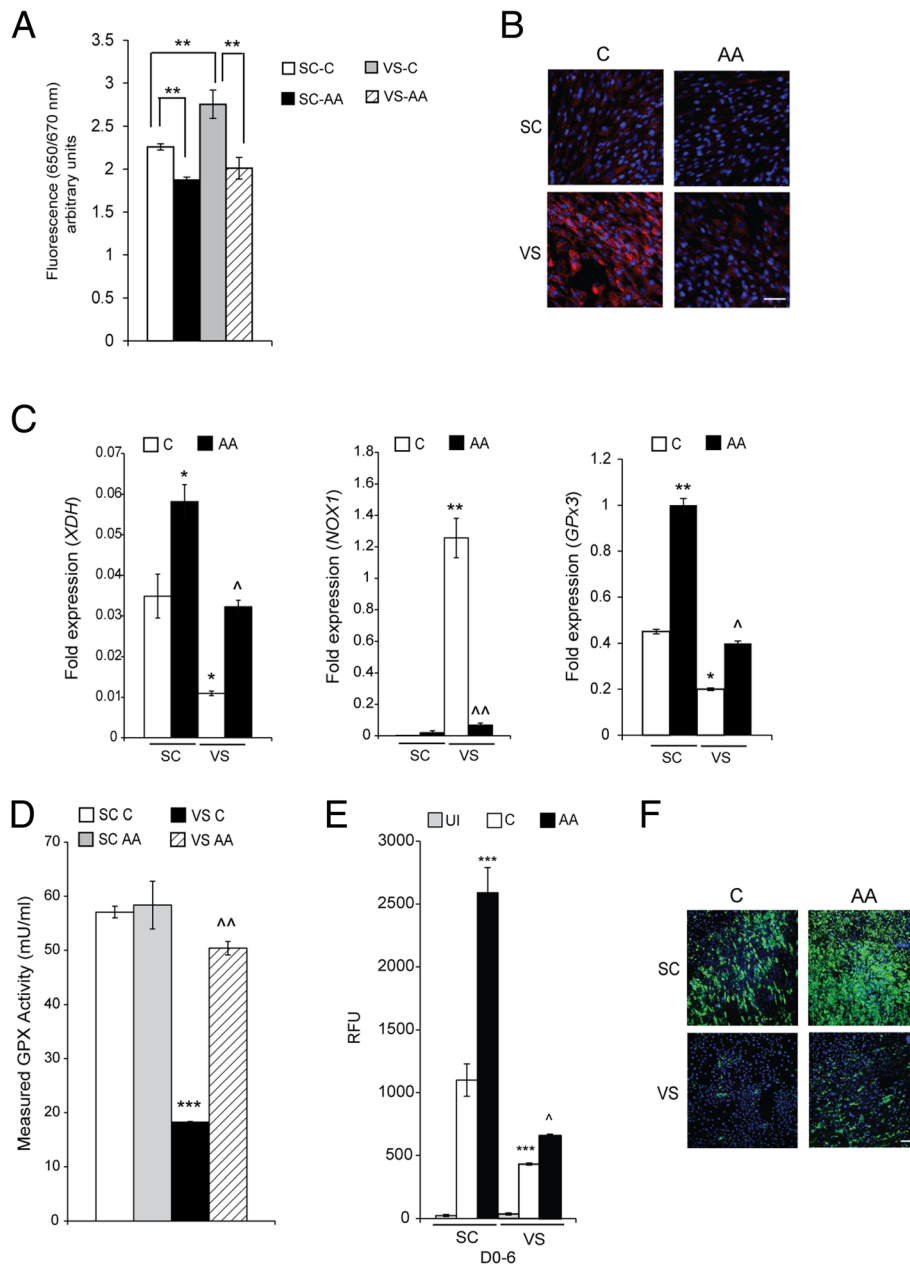 A
Fluorescence (650/670 nm)
arbitrary units
3.5
3
2.5
2
1.5
1
0.5
0
**
**
**
SC-C
VS-C
SC-AA
VS-AA
B
C
AA
SC
VS
C
C
AA
Fold expression (XDH)
0.07
0.06
0.05
0.04
0.03
0.02
0.01
0
*
*
^
SC
VS
C
AA
Fold expression (NOX1)
1.8
1.6
1.4
1.2
1
0.8
0.6
0.4
0.2
0
**
^^
SC
VS
C
AA
Fold expression (GPx3)
1.2
1
0.8
0.6
0.4
0.2
0
**
*
^
SC
VS
D
SC C
VS C
SC AA
VS AA
Measured GPX Activity (mU/ml)
70
60
50
40
30
20
10
0
***
^^
E
UI
C
AA
RFU
3000
2500
2000
1500
1000
500
0
***
***
^
SC
VS
D0-6
F
C
AA
SC
VS